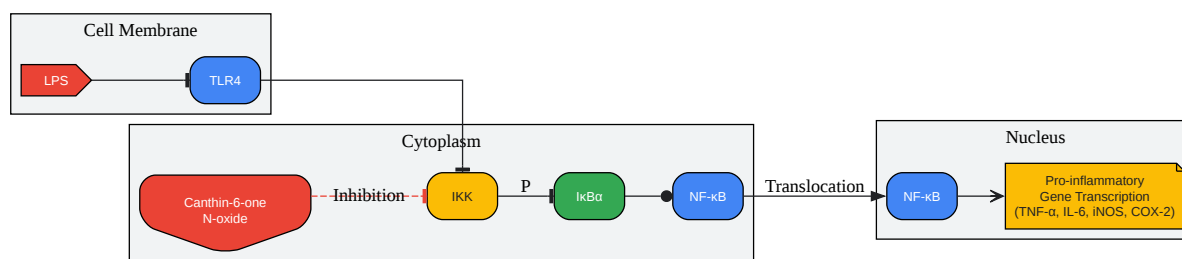 Cell Membrane
LPS
TLR4
Cytoplasm
Canthin-6-one
N-oxide
Inhibition
IKK
P
IκBα
NF-κB
Translocation
Nucleus
NF-κB
Pro-inflammatory
Gene Transcription
(TNF-α, IL-6, iNOS, COX-2)